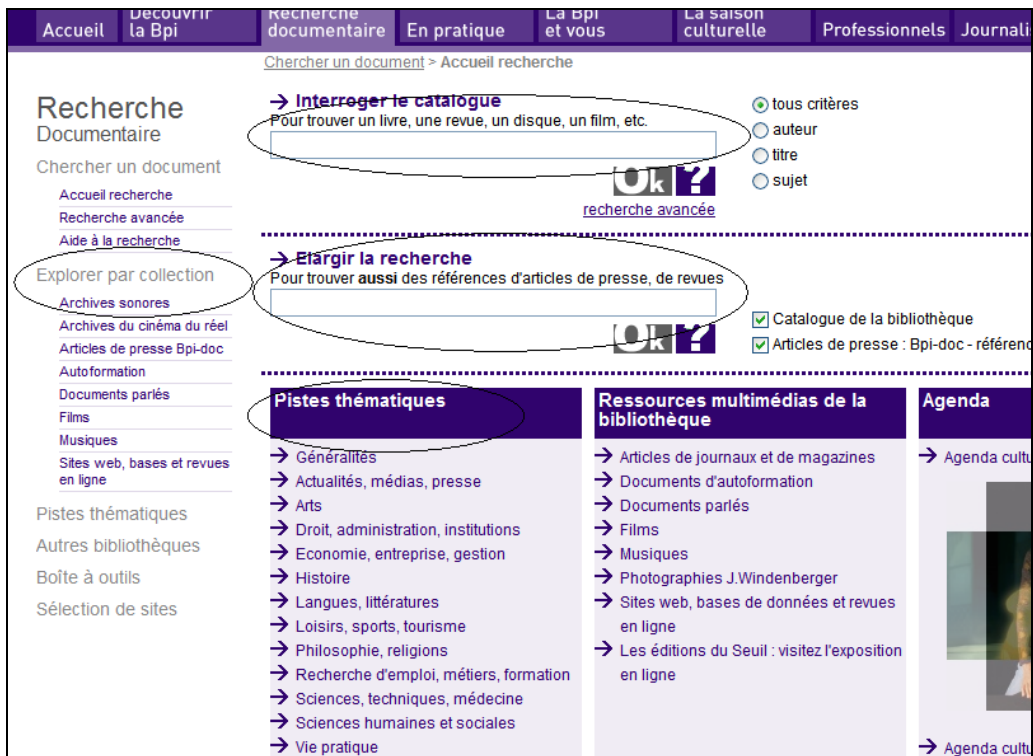 Accueil
Découvrir
la Bpi
Recherche
documentaire
En pratique
La Bpi
et vous
La saison
culturelle
Professionnels
Chercher un document > Accueil recherche
Recherche
Documentaire
Chercher un document
Accueil recherche
Recherche avancée
Aide à la recherche
Explorer par collection
Archives sonores
Archives du cinéma du réel
Articles de presse Bpi-doc
Autoformation
Documents parlés
Films
Musiques
Sites web, bases et revues
en ligne
Pistes thématiques
Autres bibliothèques
Boîte à outils
Sélection de sites
→ Interroger le catalogue
Pour trouver un livre, une revue, un disque, un film, etc.
tous critères
auteur
titre
sujet
Ok ?
recherche avancée
→ Elargir la recherche
Pour trouver aussi des références d'articles de presse, de revues
Ok ?
Catalogue de la bibliothèque
Articles de presse : Bpi-doc -
Pistes thématiques
→ Généralités
→ Actualités, médias, presse
→ Arts
→ Droit, administration, institutions
→ Economie, entreprise, gestion
→ Histoire
→ Langues, littératures
→ Loisirs, sports, tourisme
→ Philosophie, religions
→ Recherche d'emploi, métiers, formation
→ Sciences, techniques, médecine
→ Sciences humaines et sociales
→ Vie pratique
Ressources multimédias de la
bibliothèque
→ Articles de journaux et de magazines
→ Documents d'autoformation
→ Documents parlés
→ Films
→ Musiques
→ Photographies J.Windenberger
→ Sites web, bases de données et revues
en ligne
→ Les éditions du Seuil : visitez l'exposition
en ligne
Agenda
→ Agenda
→ Agenda